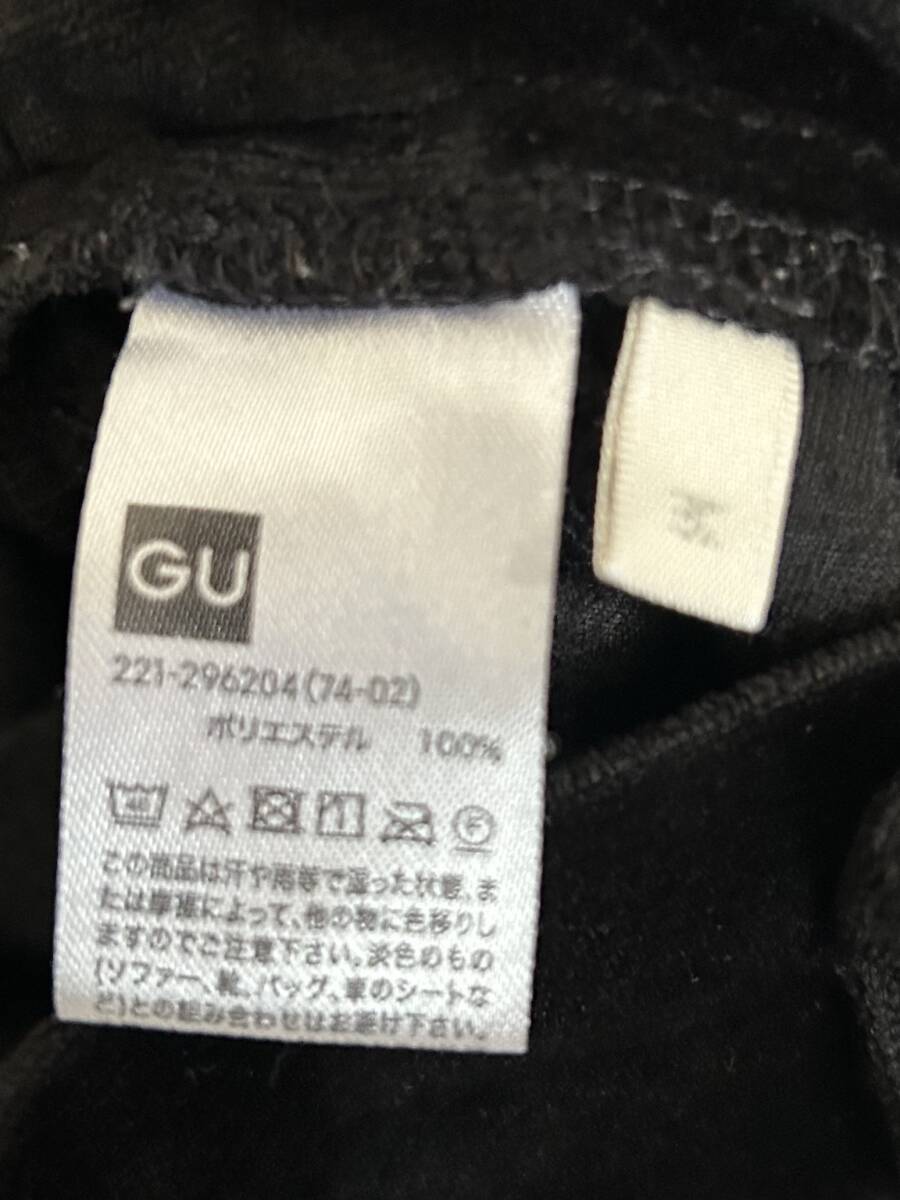 GU
221-296204(74-02)
ポリエステル 100%
40
F
この商品は汗や雨等で湿った状態、ま
たは摩擦によって、他の物に色移りし
ますのでご注意下さい。淡色のもの
(ソファー、靴、バッグ、車のシートな
ど)との組み合わせはお避け下さい。